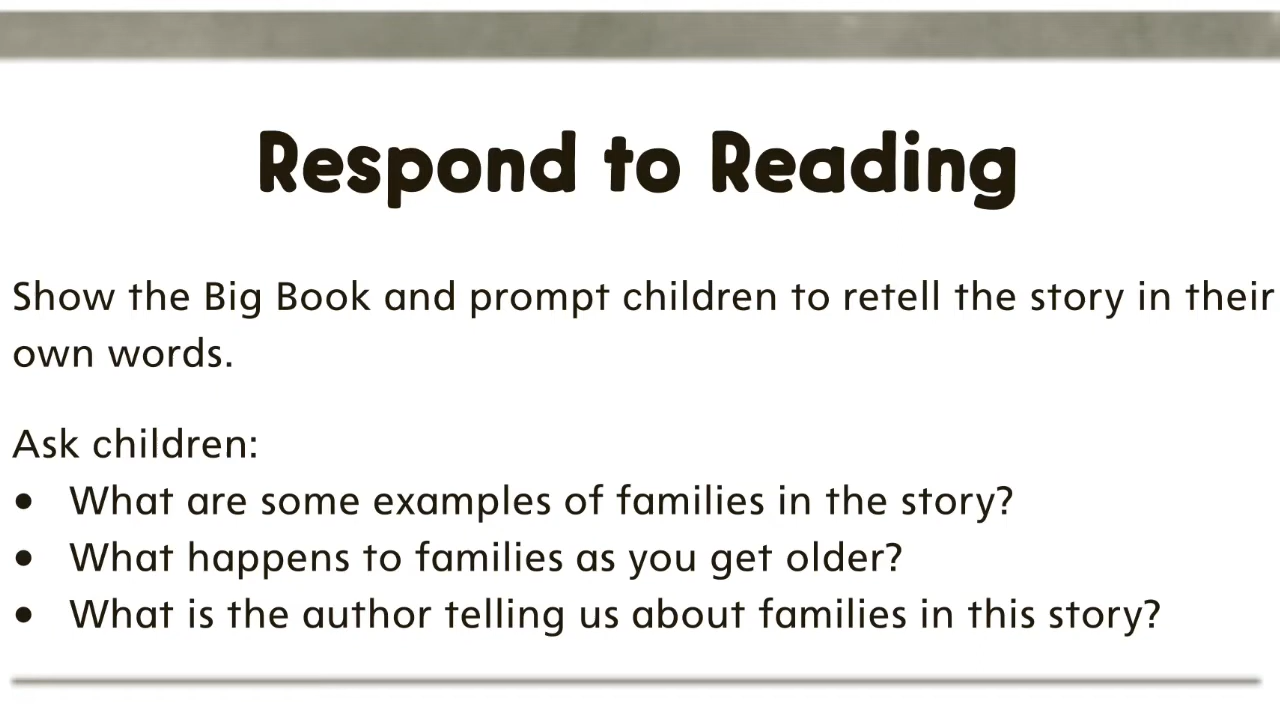 Respond to Reading
Show the Big Book and prompt children to retell the story in their
own words.
Ask children:
• What are some examples of families in the story?
• What happens to families as you get older?
• What is the author telling us about families in this story?